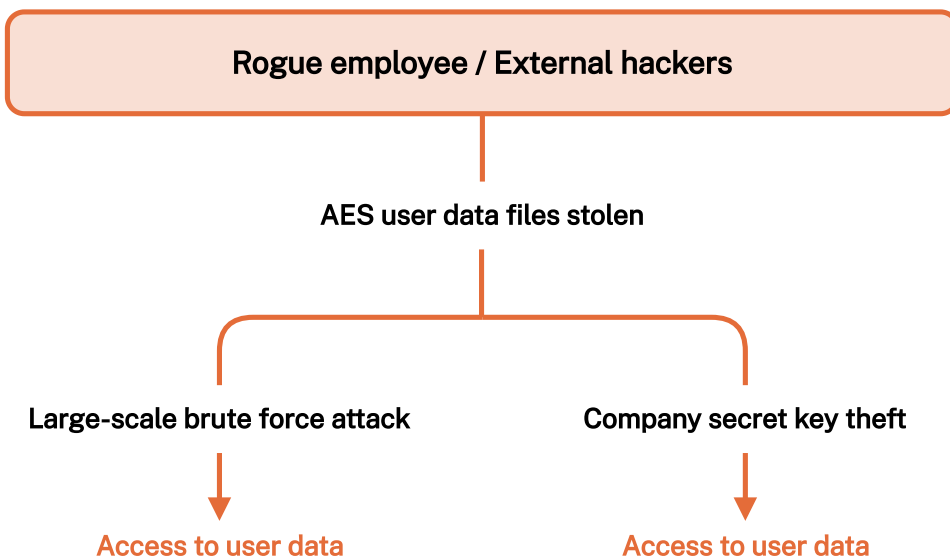 Rogue employee / External hackers
AES user data files stolen
Large-scale brute force attack
Company secret key theft
Access to user data
Access to user data